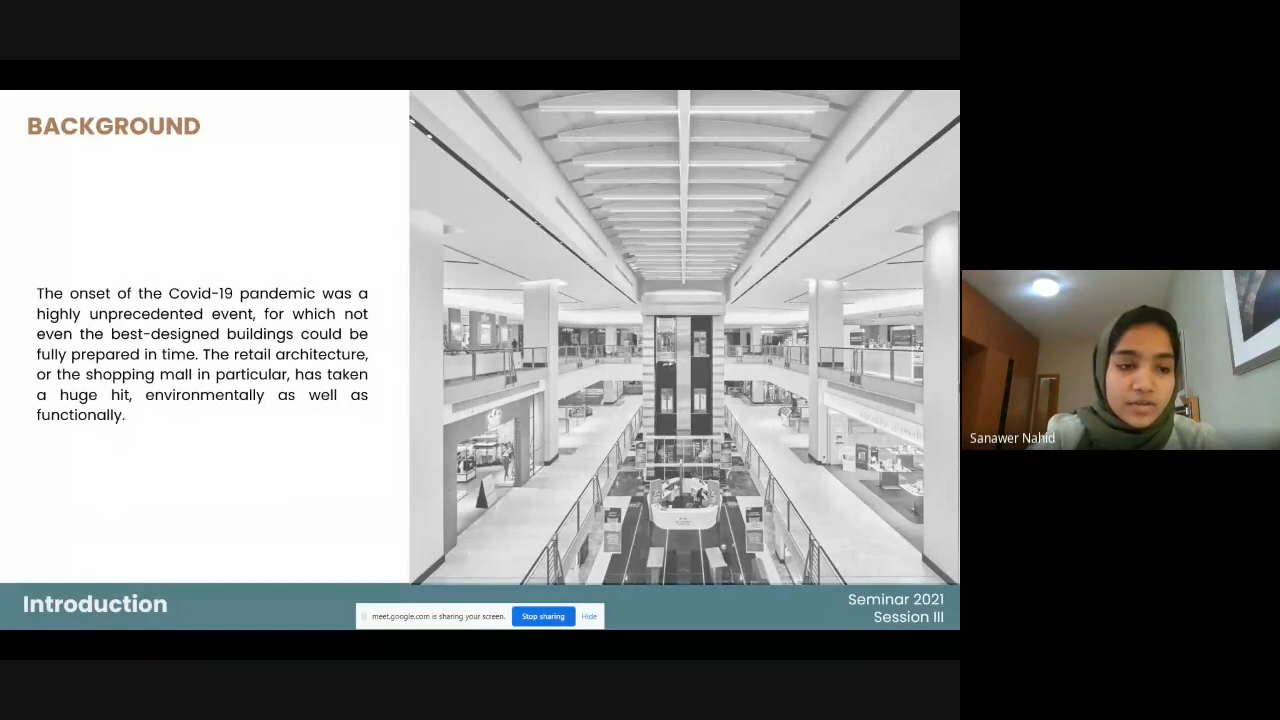 BACKGROUND
The onset of the Covid-19 pandemic was a
highly unprecedented event, for which not
even the best-designed buildings could be
fully prepared in time. The retail architecture,
or the shopping mall in particular, has taken
a huge hit, environmentally as well as
functionally.
Introduction
meet.google.com is sharing your screen. Stop sharing Hide
Seminar 2021
Session III
Sanawer Nahid